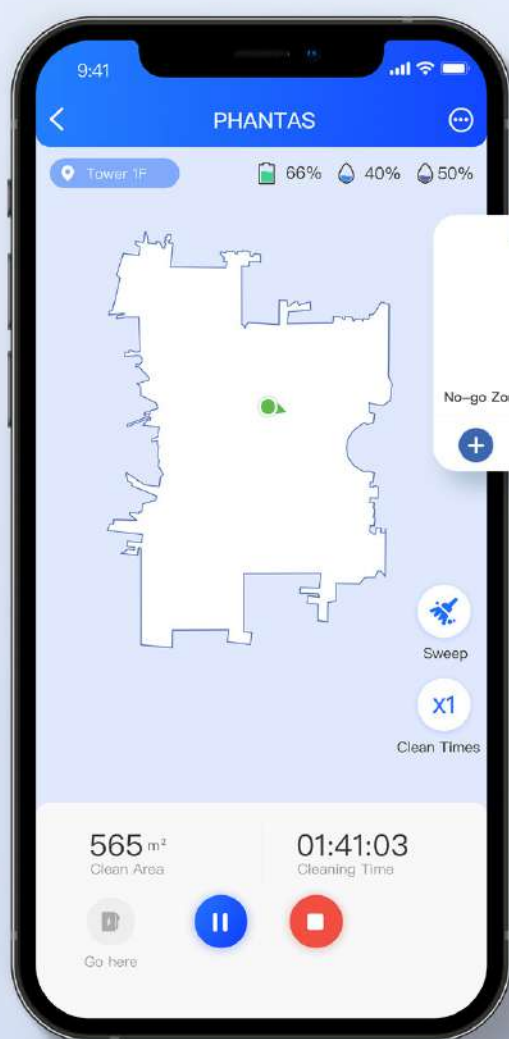 9:41
PHANTAS
Tower 1F
66% 40% 50%
No-go
Sweep
X1
Clean Times
565 m² 01:41:03
Clean Area Cleaning Time
Go here